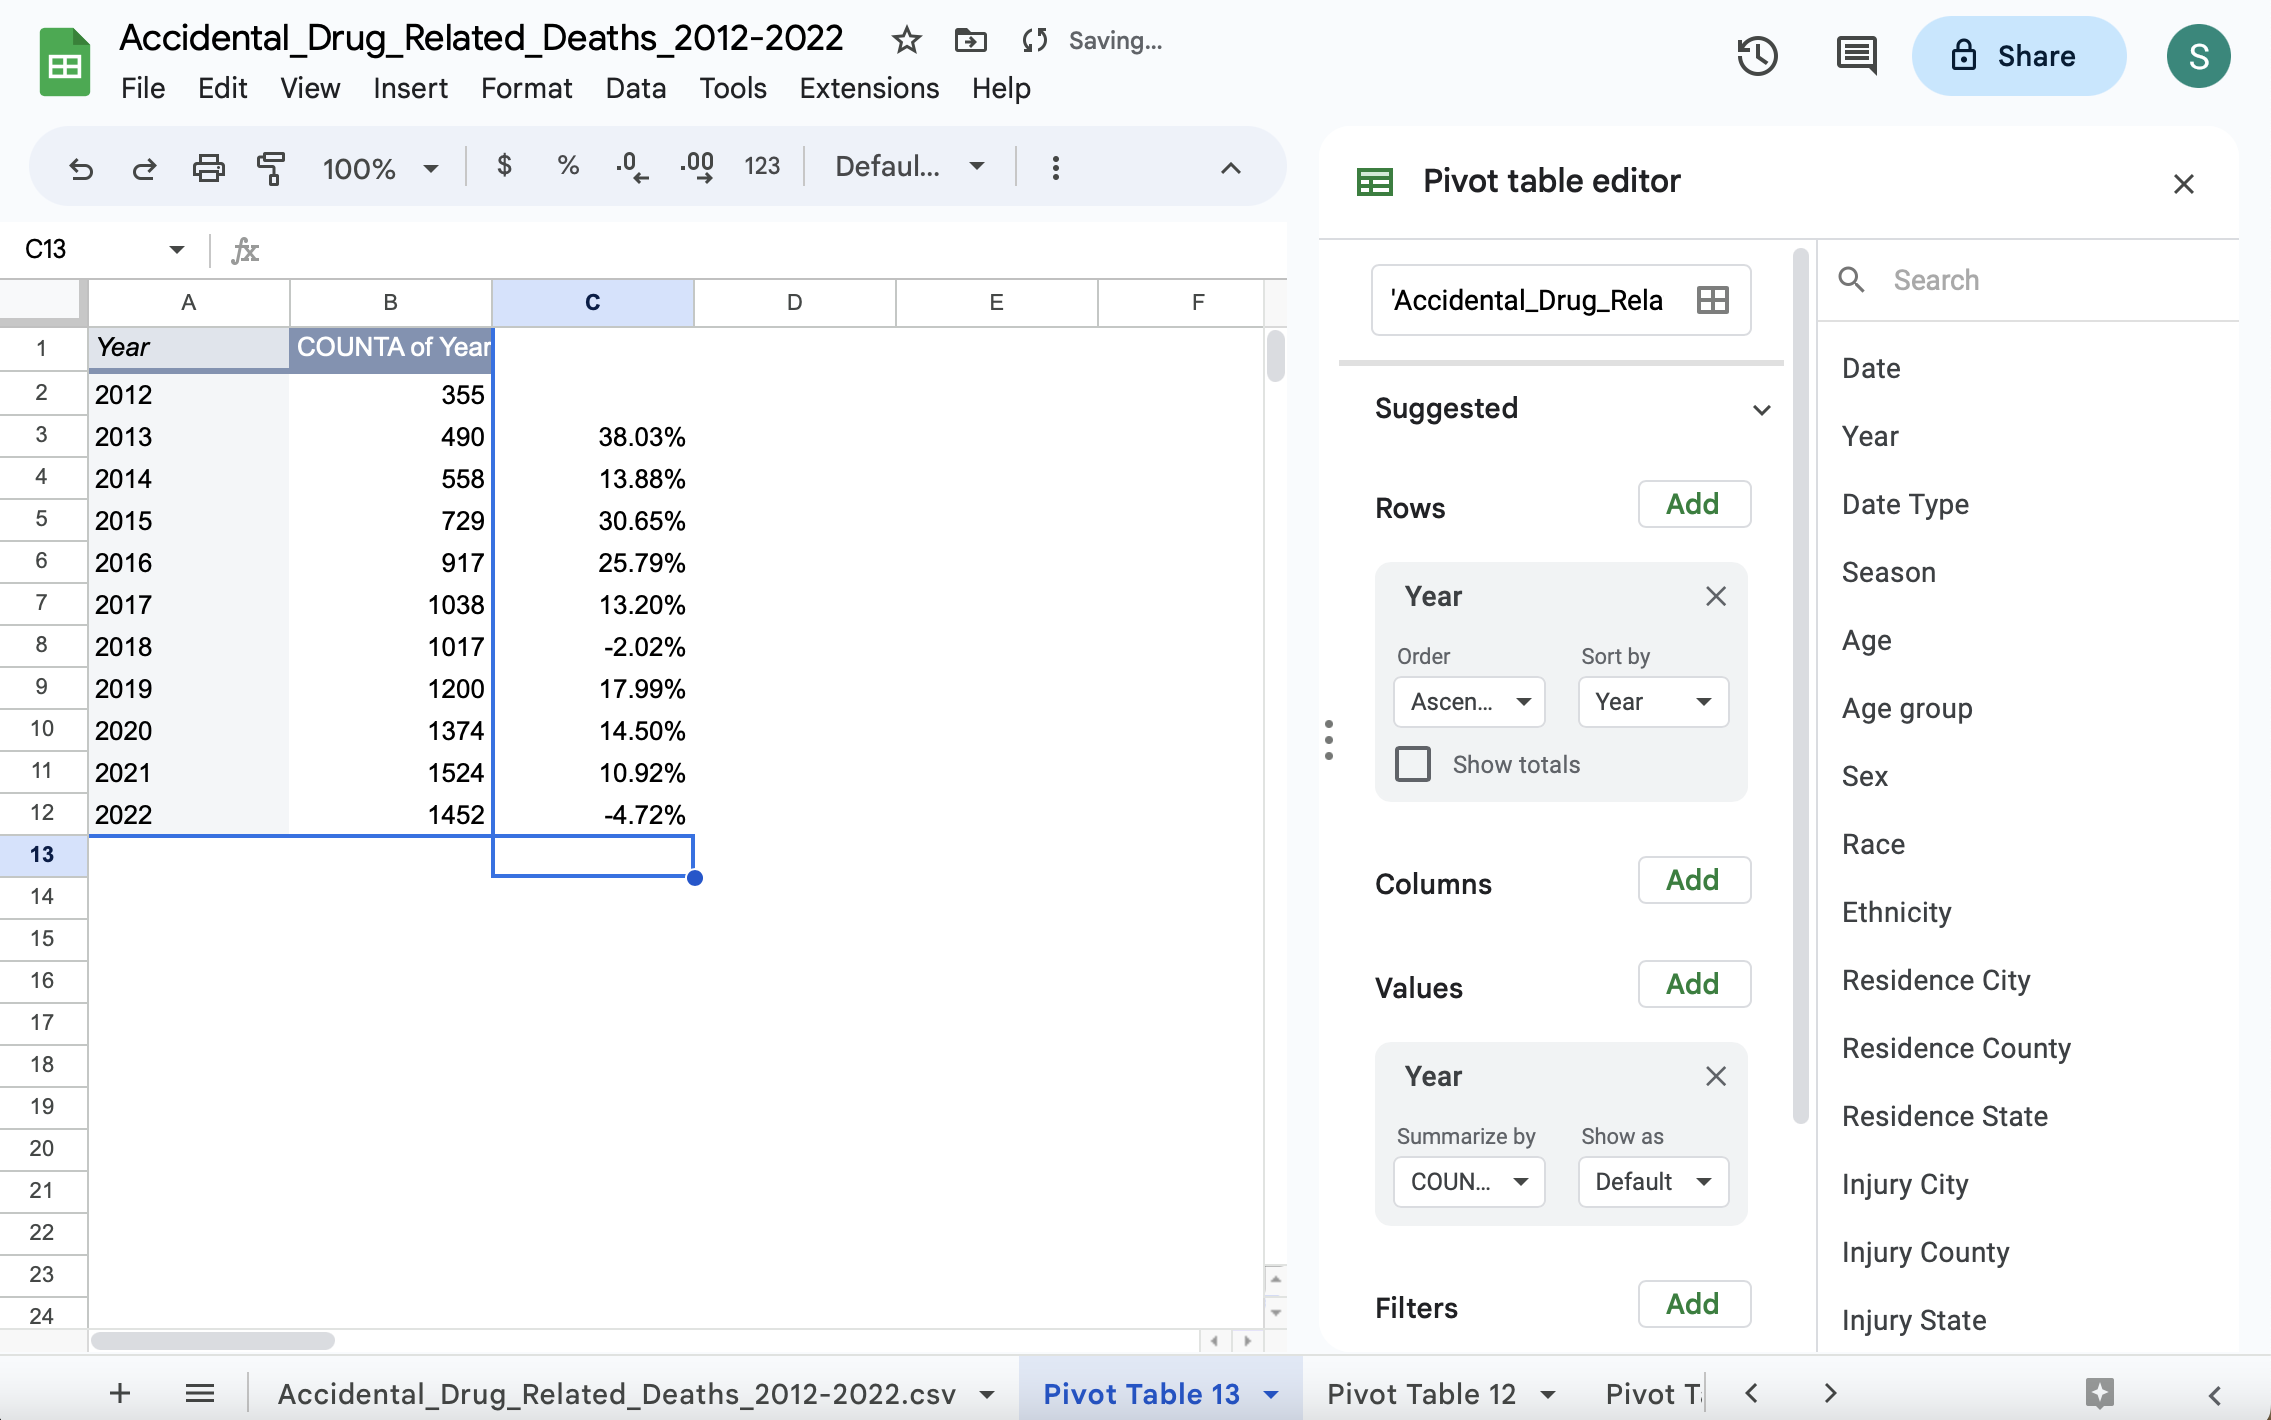 Accidental_Drug_Related_Deaths_2012-2022
Saving...
File Edit View Insert Format Data Tools Extensions Help
Share
S
100% $ % .0 .00 123 Defaul...
C13 fx
A B C D E F
1 Year COUNTA of Year
2 2012 355
3 2013 490 38.03%
4 2014 558 13.88%
5 2015 729 30.65%
6 2016 917 25.79%
7 2017 1038 13.20%
8 2018 1017 -2.02%
9 2019 1200 17.99%
10 2020 1374 14.50%
11 2021 1524 10.92%
12 2022 1452 -4.72%
13
14
15
16
17
18
19
20
21
22
23
24
Pivot table editor
'Accidental_Drug_Rela
Suggested
Rows Add
Year
Order Sort by
Ascen... Year
Show totals
Columns Add
Values Add
Year
Summarize by Show as
COUN... Default
Filters Add
Search
Date
Year
Date Type
Season
Age
Age group
Sex
Race
Ethnicity
Residence City
Residence County
Residence State
Injury City
Injury County
Injury State
Accidental_Drug_Related_Deaths_2012-2022.csv Pivot Table 13 Pivot Table 12 Pivot T